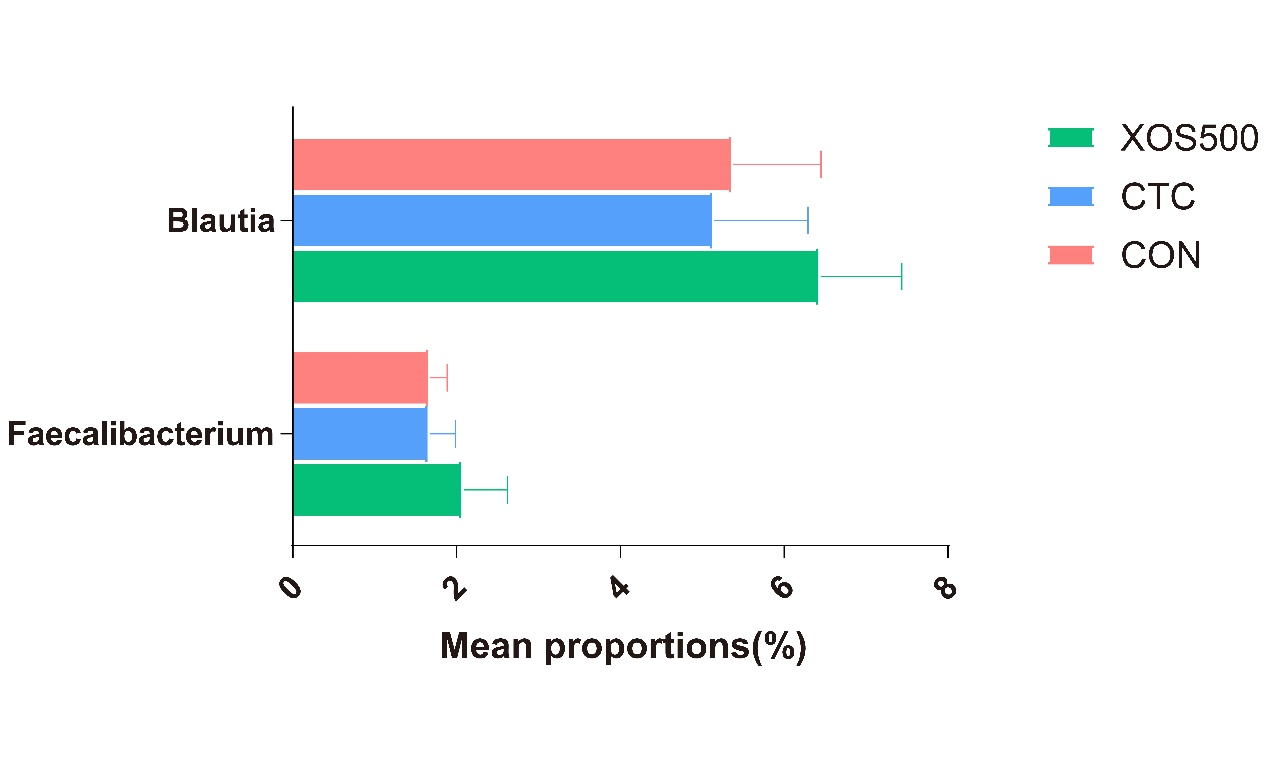 XOS500
CTC
CON
Blautia
Faecalibacterium
0 2 4 6 8
Mean proportions(%)